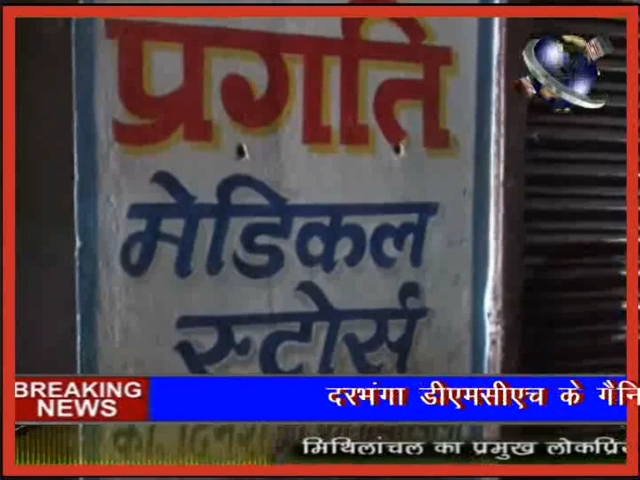 प्रगति
मेडिकल
स्टोर्स
BREAKING
NEWS
दरभंगा डीएमसीएच के
मिथिलांचल का प्रमुख